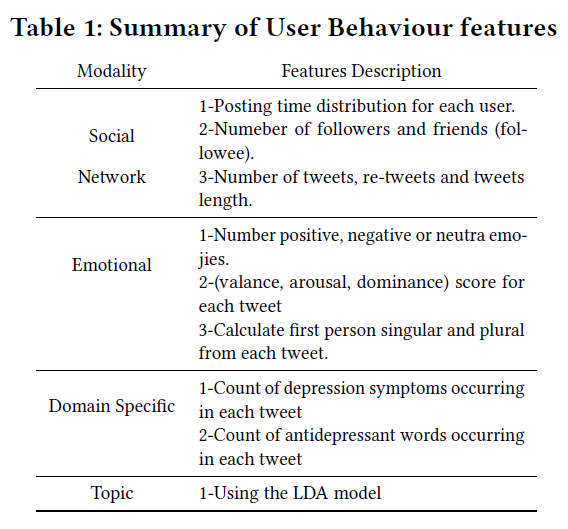 Table 1: Summary of User Behaviour features
Modality Features Description
Social
Network
1-Posting time distribution for each user.
2-Numeber of followers and friends (fol-
lowee).
3-Number of tweets, re-tweets and tweets
length.
Emotional
1-Number positive, negative or neutra emo-
jies.
2-(valance, arousal, dominance) score for
each tweet
3-Calculate first person singular and plural
from each tweet.
Domain Specific
1-Count of depression symptoms occurring
in each tweet
2-Count of antidepressant words occurring
in each tweet
Topic 1-Using the LDA model